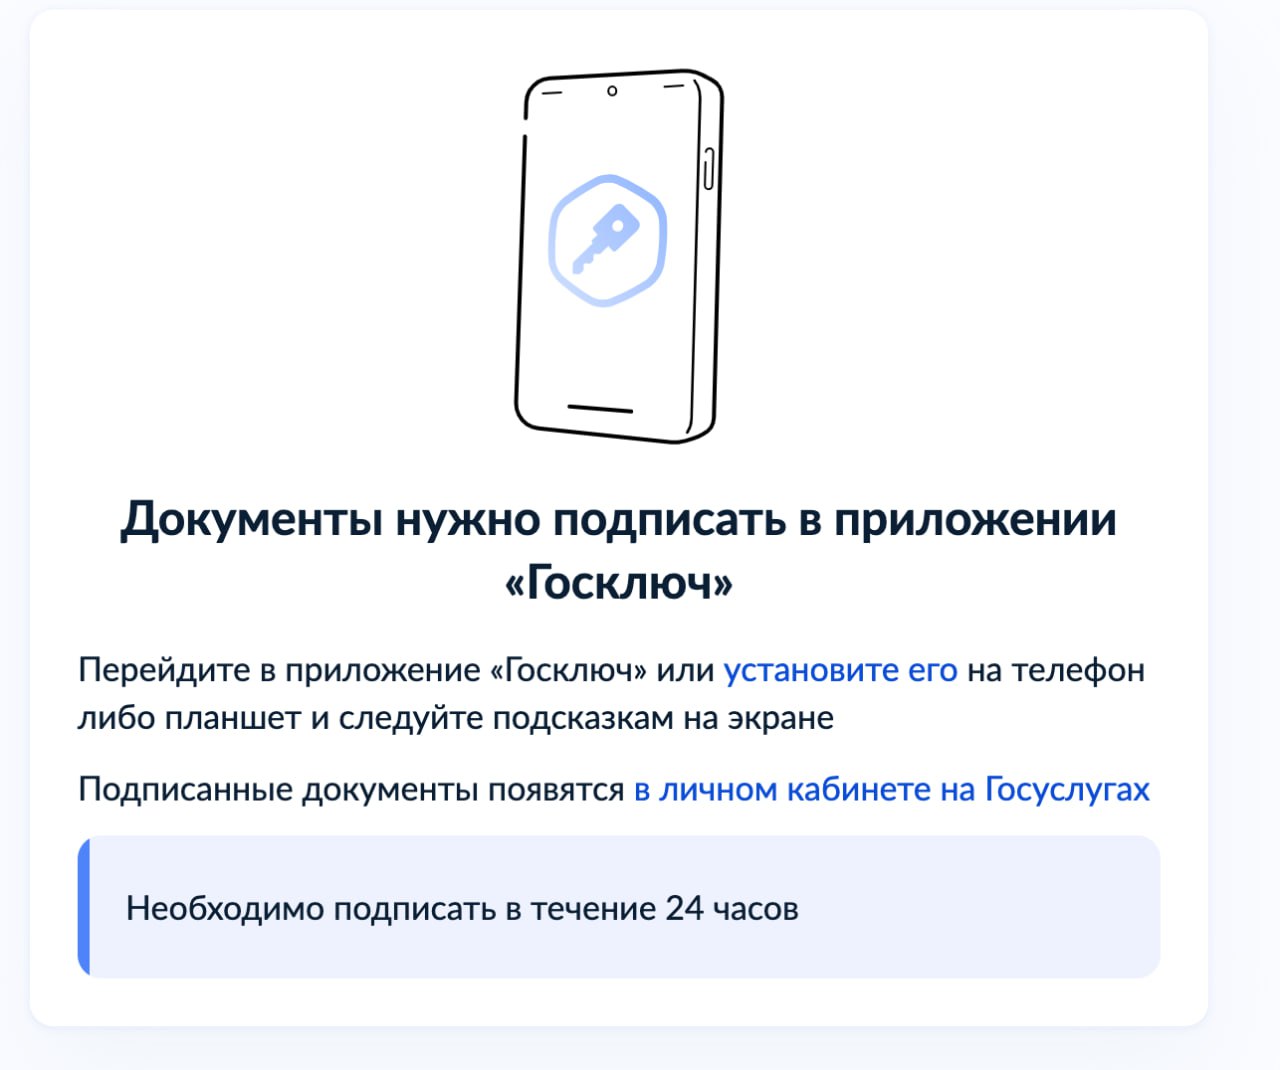 Документы нужно подписать в приложении
«Госключ»
Перейдите в приложение «Госключ» или установите его на телефон
либо планшет и следуйте подсказкам на экране
Подписанные документы появятся в личном кабинете на Госуслугах
Необходимо подписать в течение 24 часов